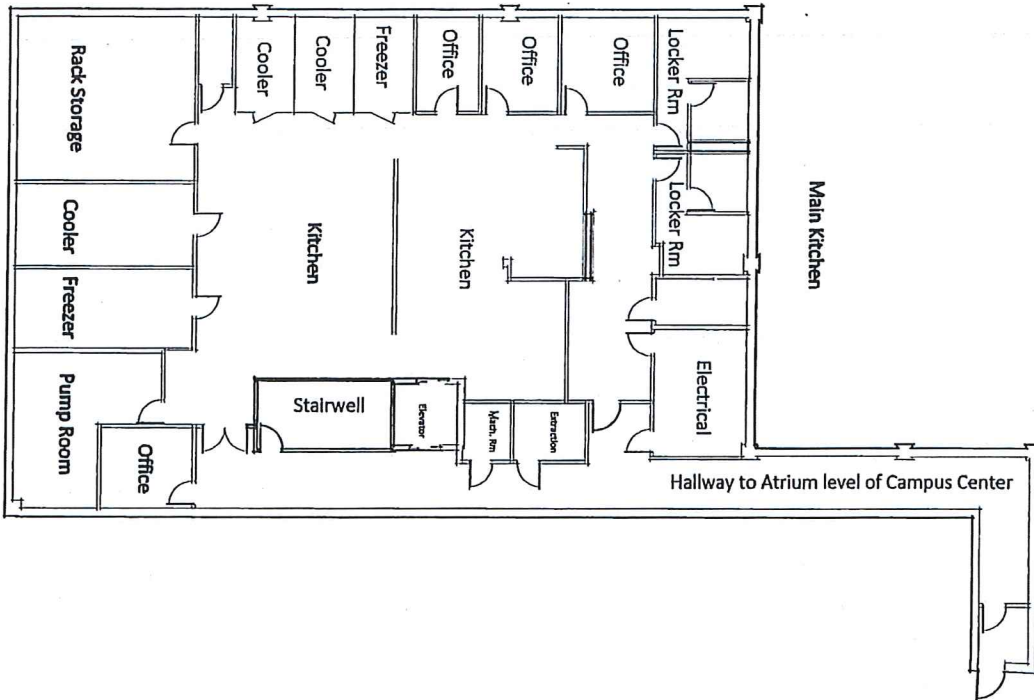 Rack Storage
Cooler
Cooler
Freezer
Office
Office
Office
Locker Rm
Locker Rm
Main Kitchen
Cooler
Freezer
Kitchen
Kitchen
Pump Room
Office
Stairwell
Elevator
Mach. Rm
Extraction
Electrical
Hallway to Atrium level of Campus Center